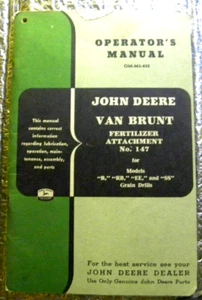 OPERATOR'S
MANUAL
JOHN DEERE
VAN BRUNT
FERTILIZER
ATTACHMENT
No. 147
for
Models
and "SS"
Grain Drills
This manual
contains correct
information
regarding lubrication,
operation, main-
tenance, assembly,
and parts
For the best service see your
JOHN DEERE DEALER
Use Only Genuine John Deere Parts